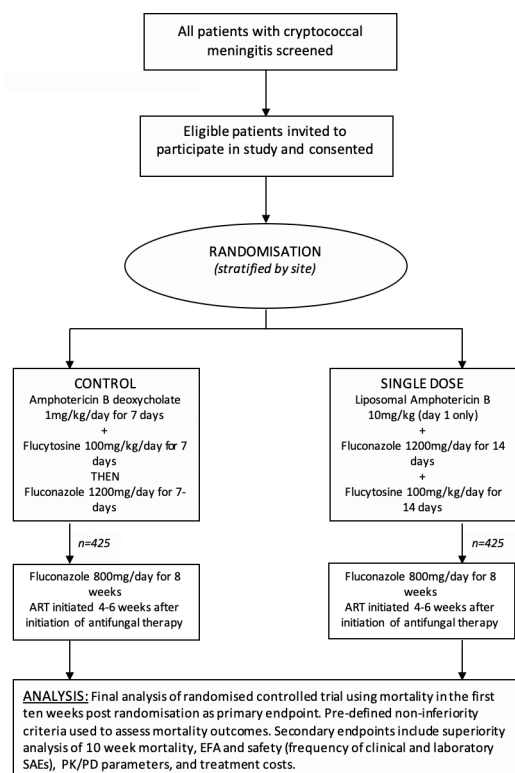 All patients with cryptococcal
meningitis screened
Eligible patients invited to
participate in study and consented
RANDOMISATION
(stratified by site)
CONTROL
Amphotericin B deoxycholate
1mg/kg/day for 7 days
+
Flucytosine 100mg/kg/day for 7
days
THEN
Fluconazole 1200mg/day for 7-
days
SINGLE DOSE
Liposomal Amphotericin B
10mg/kg (day 1 only)
+
Fluconazole 1200mg/day for 14
days
+
Flucytosine 100mg/kg/day for
14 days
n=425
n=425
Fluconazole 800mg/day for 8
weeks
ART initiated 4-6 weeks after
initiation of antifungal therapy
Fluconazole 800mg/day for 8
weeks
ART initiated 4-6 weeks after
initiation of antifungal therapy
ANALYSIS: Final analysis of randomised controlled trial using mortality in the first
ten weeks post randomisation as primary endpoint. Pre-defined non-inferiority
criteria used to assess mortality outcomes. Secondary endpoints include superiority
analysis of 10 week mortality, EFA and safety (frequency of clinical and laboratory
SAEs), PK/PD parameters, and treatment costs.